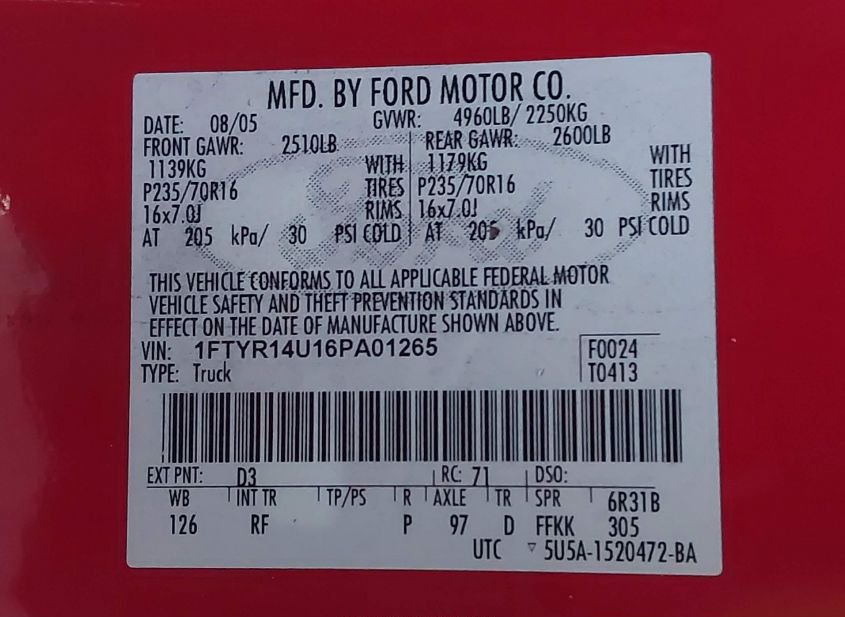 MFD. BY FORD MOTOR CO.
DATE: 08/05 GVWR: 4960LB/ 2250KG
FRONT GAWR: 2510LB REAR GAWR: 2600LB
1139KG WITH 1179KG WITH
P235/70R16 TIRES P235/70R16 TIRES
16x7.0J RIMS 16x7.0J RIMS
AT 205 kPa/ 30 PSI COLD AT 205 kPa/ 30 PSI COLD
THIS VEHICLE CONFORMS TO ALL APPLICABLE FEDERAL MOTOR
VEHICLE SAFETY AND THEFT PREVENTION STANDARDS IN
EFFECT ON THE DATE OF MANUFACTURE SHOWN ABOVE.
VIN: 1FTYR14U16PA01265 F0024
TYPE: Truck T0413
EXT PNT: D3 RC: 71 DSO:
WB INT TR TP/PS R AXLE TR SPR 6R31B
126 RF P 97 D FFKK 305
UTC ▽ 5U5A-1520472-BA
Ford